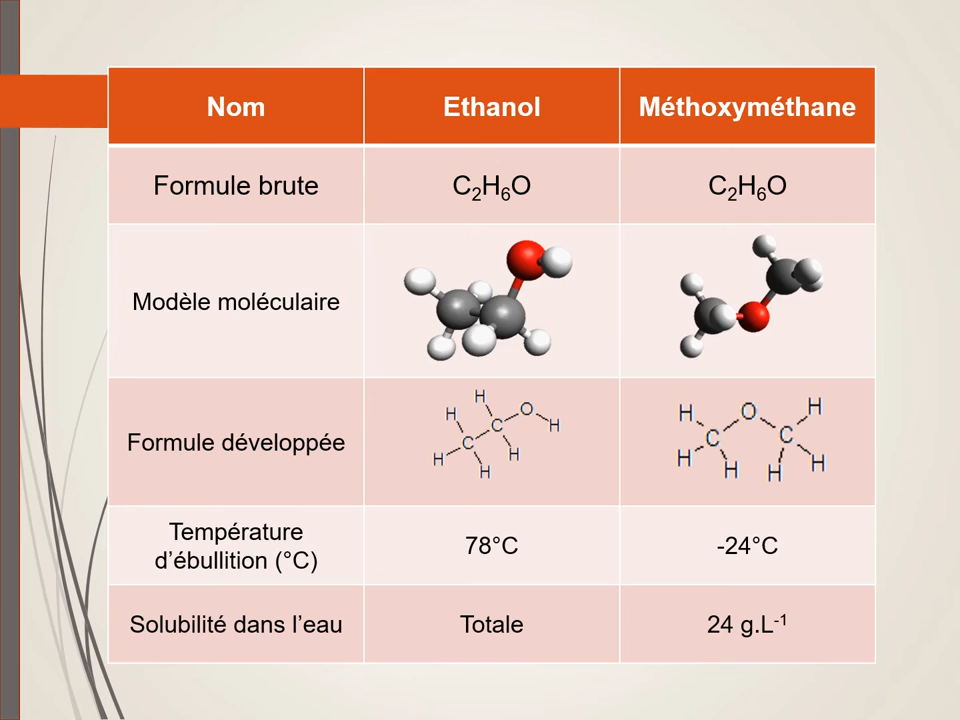 Nom Ethanol Méthoxyméthane
Formule brute C₂H₆O C₂H₆O
Modèle moléculaire
H
H O
H C H
C H
H H
Formule développée
H O H
C C
H H H H
Température
d’ébullition (°C) 78°C -24°C
Solubilité dans l’eau Totale 24 g.L⁻¹